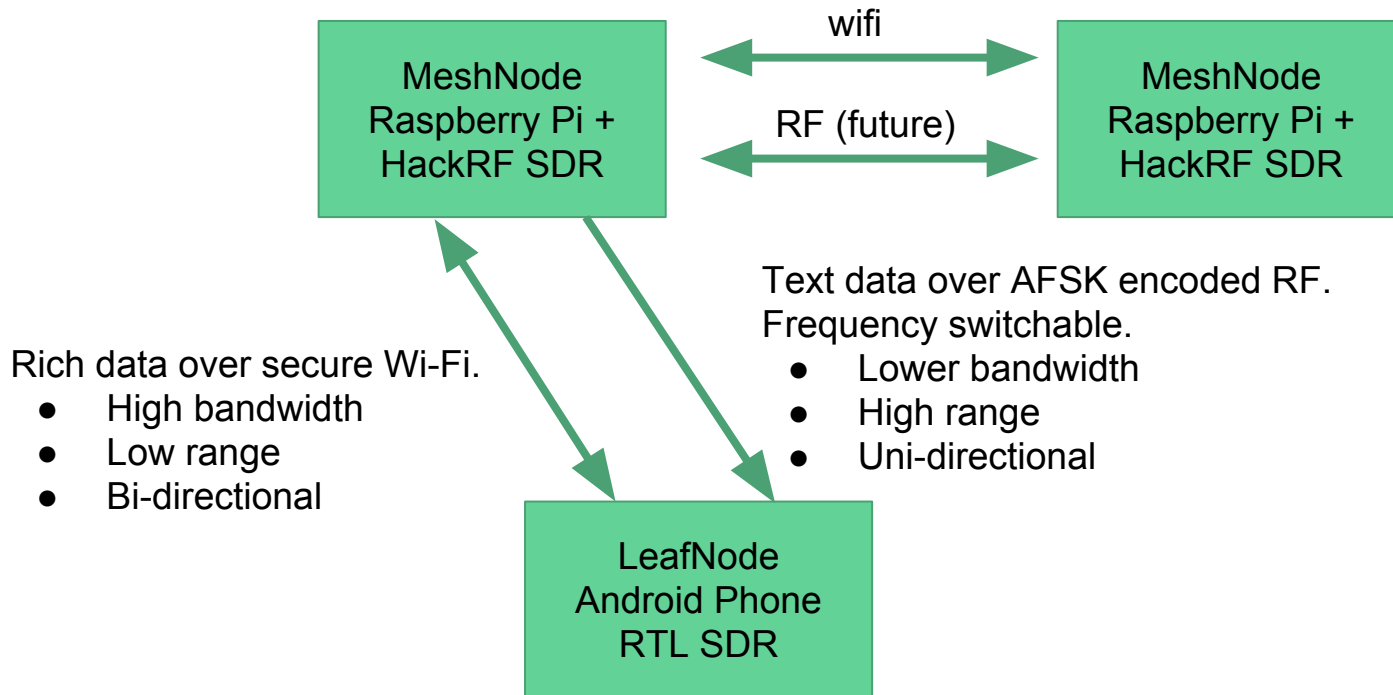 MeshNode
Raspberry Pi +
HackRF SDR
wifi
RF (future)
MeshNode
Raspberry Pi +
HackRF SDR
Rich data over secure Wi-Fi.
● High bandwidth
● Low range
● Bi-directional
Text data over AFSK encoded RF.
Frequency switchable.
● Lower bandwidth
● High range
● Uni-directional
LeafNode
Android Phone
RTL SDR